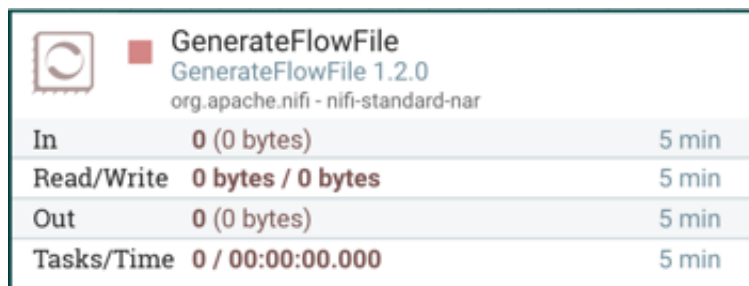 GenerateFlowFile
GenerateFlowFile 1.2.0
org.apache.nifi - nifi-standard-nar
In 0 (0 bytes) 5 min
Read/Write 0 bytes / 0 bytes 5 min
Out 0 (0 bytes) 5 min
Tasks/Time 0 / 00:00:00.000 5 min